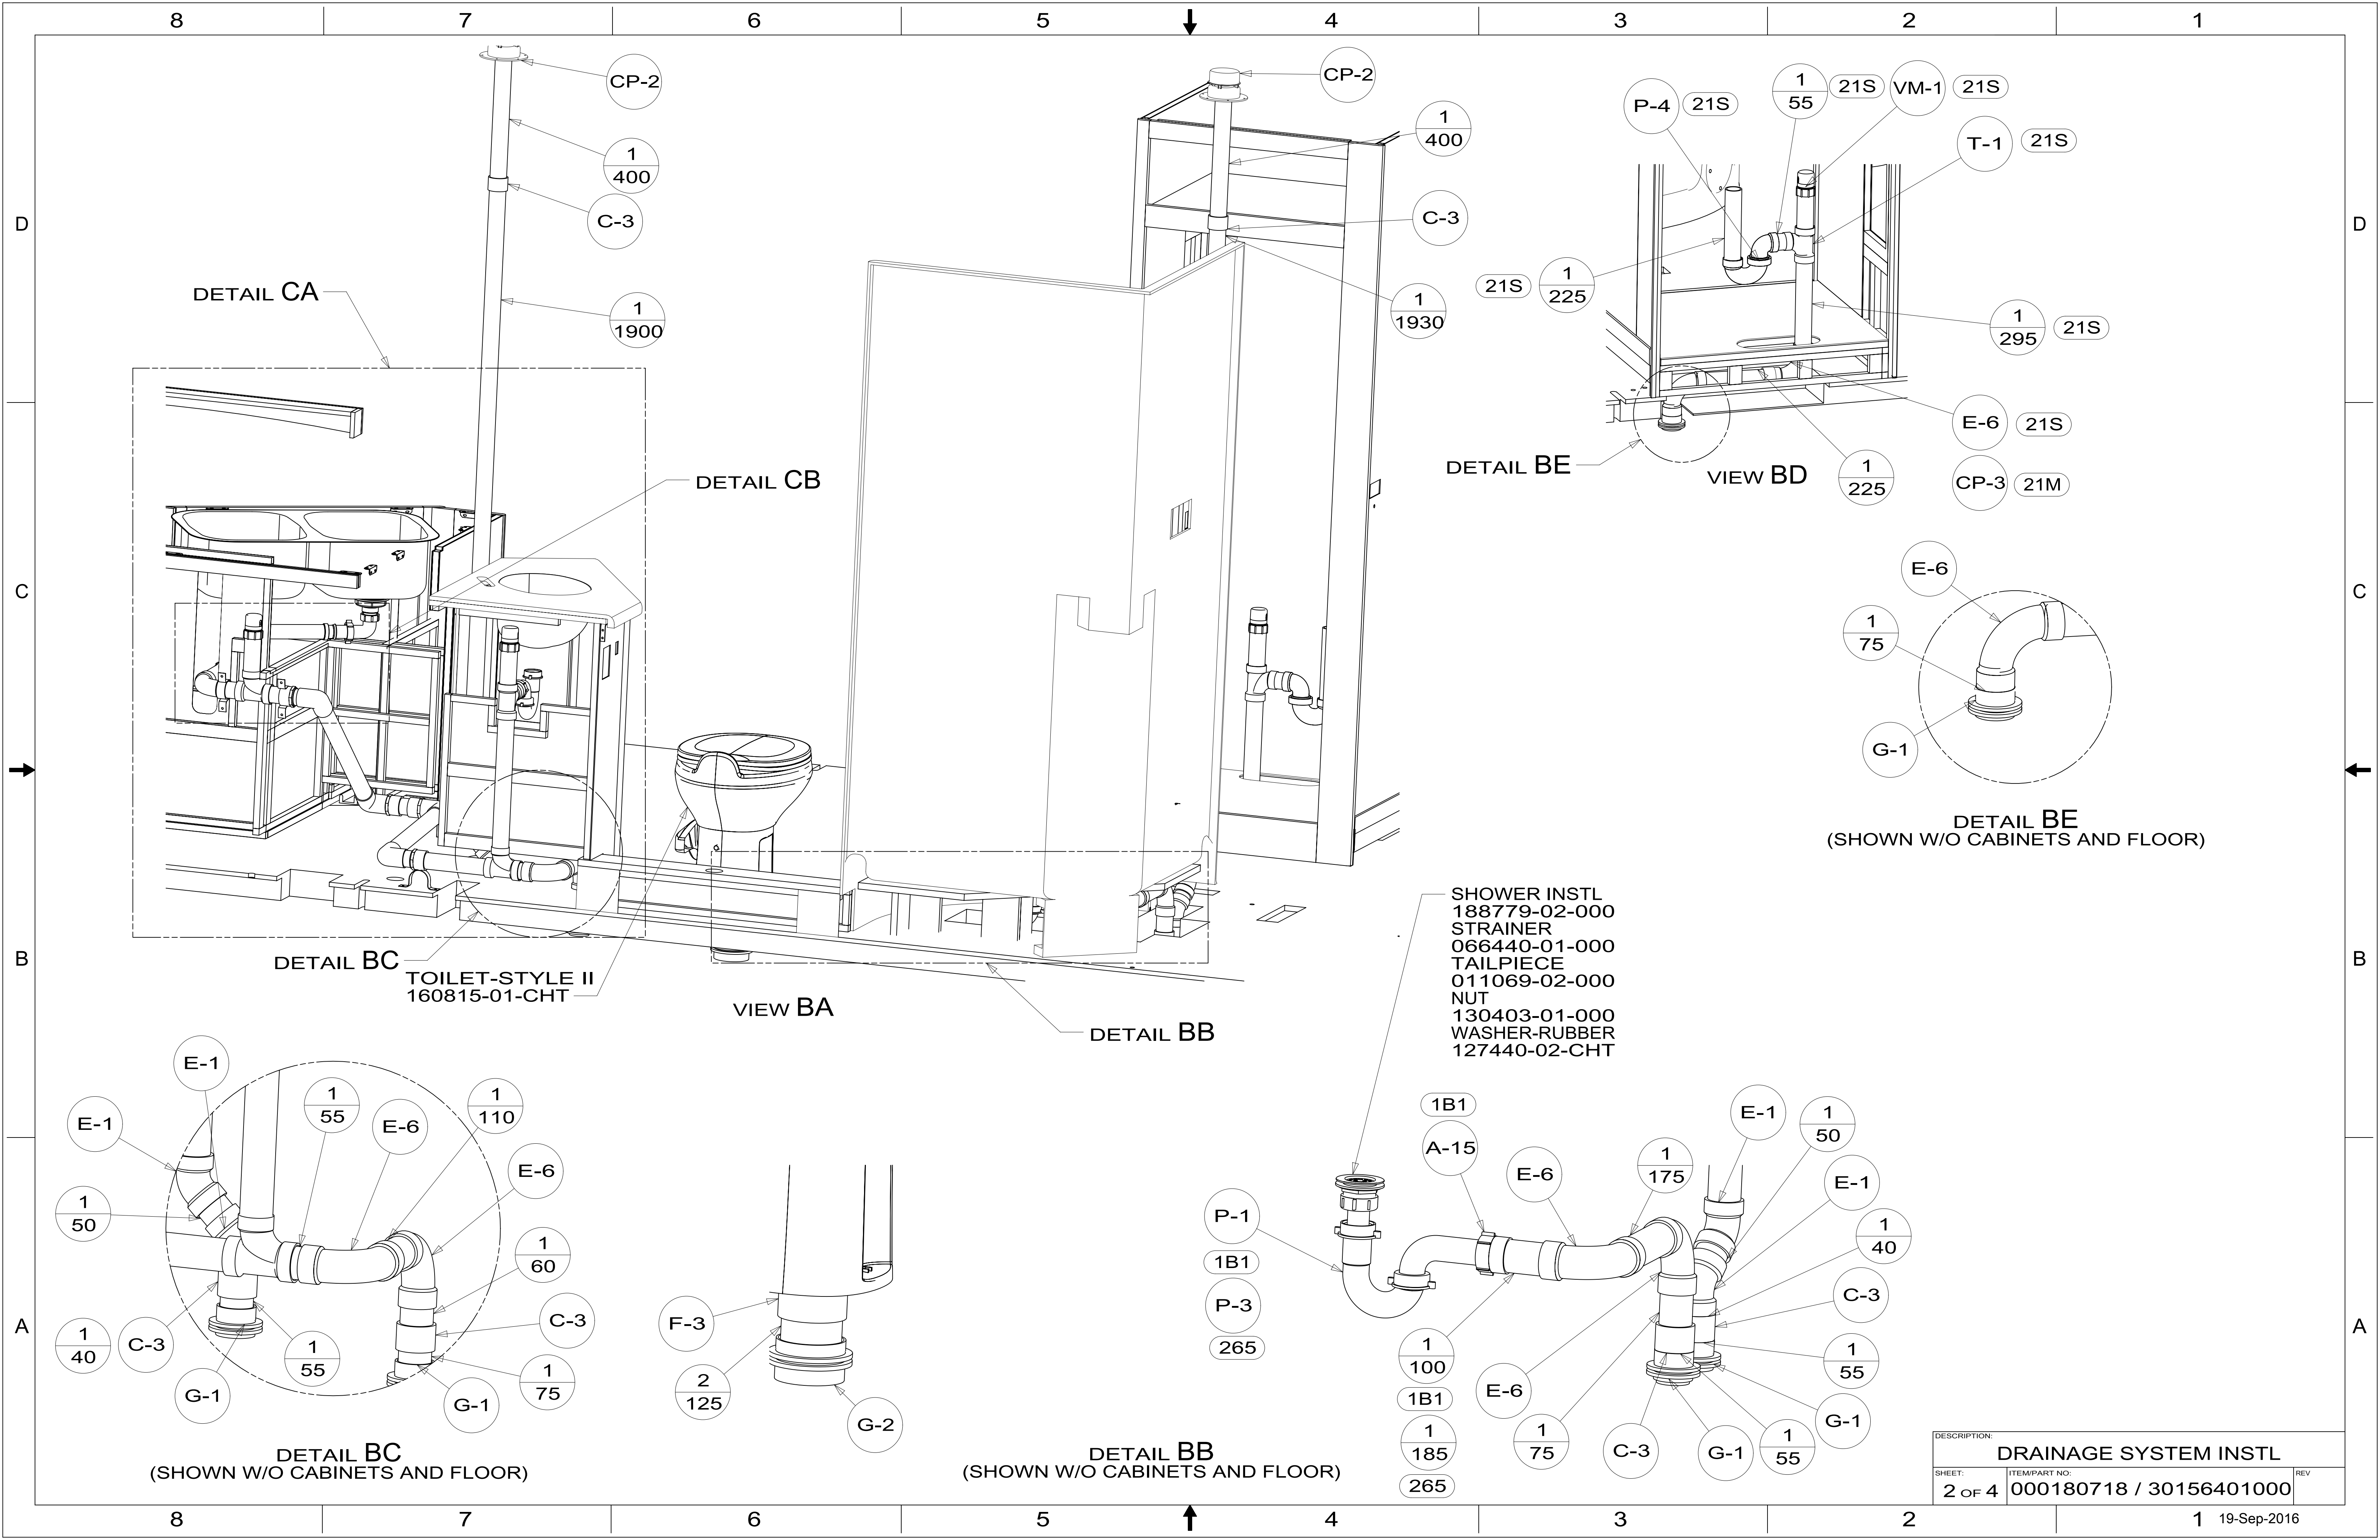 8 7 6 5 4 3 2 1
D
C
B
A
D
C
B
A
CP-2
1
400
C-3
1
1900
DETAIL CA
DETAIL CB
CP-2
1
400
C-3
1
1930
DETAIL BC
TOILET-STYLE II
160815-01-CHT
VIEW BA
DETAIL BB
P-4 21S
1
55
21S
VM-1 21S
T-1 21S
21S
1
225
1
295
21S
E-6 21S
CP-3 21M
1
225
DETAIL BE
VIEW BD
E-6
1
75
G-1
DETAIL BE
(SHOWN W/O CABINETS AND FLOOR)
SHOWER INSTL
188779-02-000
STRAINER
066440-01-000
TAILPIECE
011069-02-000
NUT
130403-01-000
WASHER-RUBBER
127440-02-CHT
E-1
E-1
1
55
E-6
1
110
E-6
1
50
1
60
C-3
1
40
C-3
G-1
1
55
G-1
1
75
DETAIL BC
(SHOWN W/O CABINETS AND FLOOR)
F-3
2
125
G-2
DETAIL BB
(SHOWN W/O CABINETS AND FLOOR)
1B1
A-15
P-1
1B1
P-3
265
E-6
1
175
E-1
1
50
E-1
1
40
C-3
1
55
G-1
1
100
1B1
1
185
265
E-6
1
75
C-3
G-1
1
55
DESCRIPTION:
DRAINAGE SYSTEM INSTL
SHEET:
2 OF 4
ITEM/PART NO:
000180718 / 30156401000
REV
8 7 6 5 4 3 2 1
19-Sep-2016